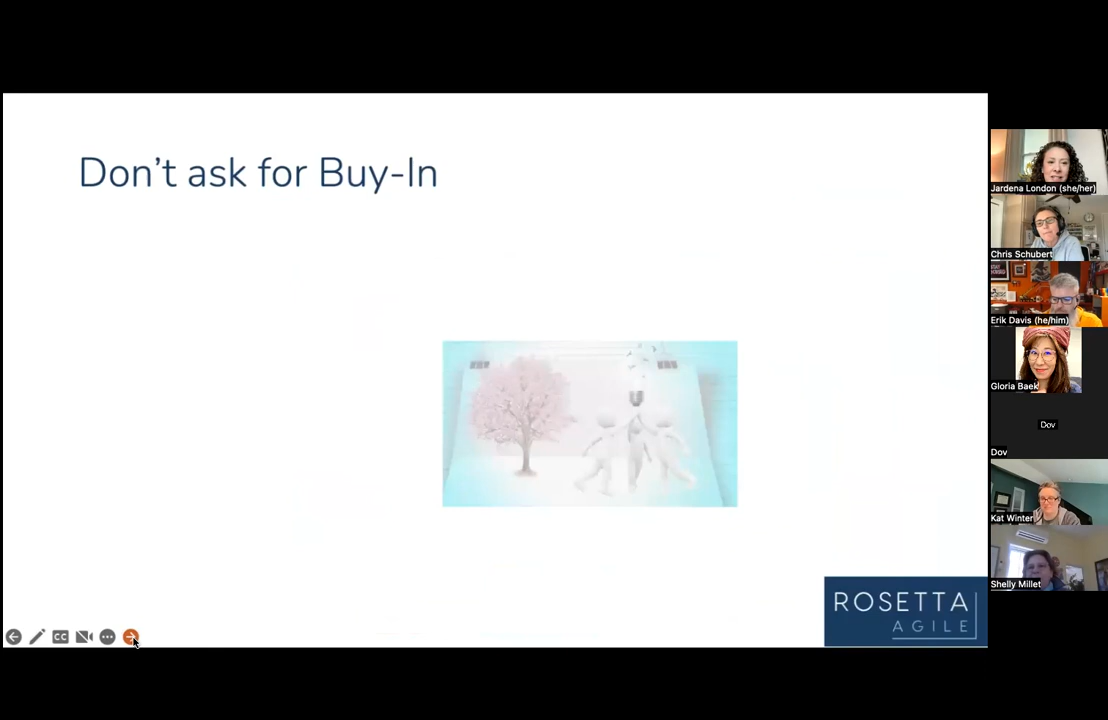 Don't ask for Buy-In
ROSETTA
AGILE
CC
Jardena London (she/her)
Chris Schubert
Erik Davis (he/him)
Gloria Baek
Dov
Dov
Kat Winter
Shelly Millet